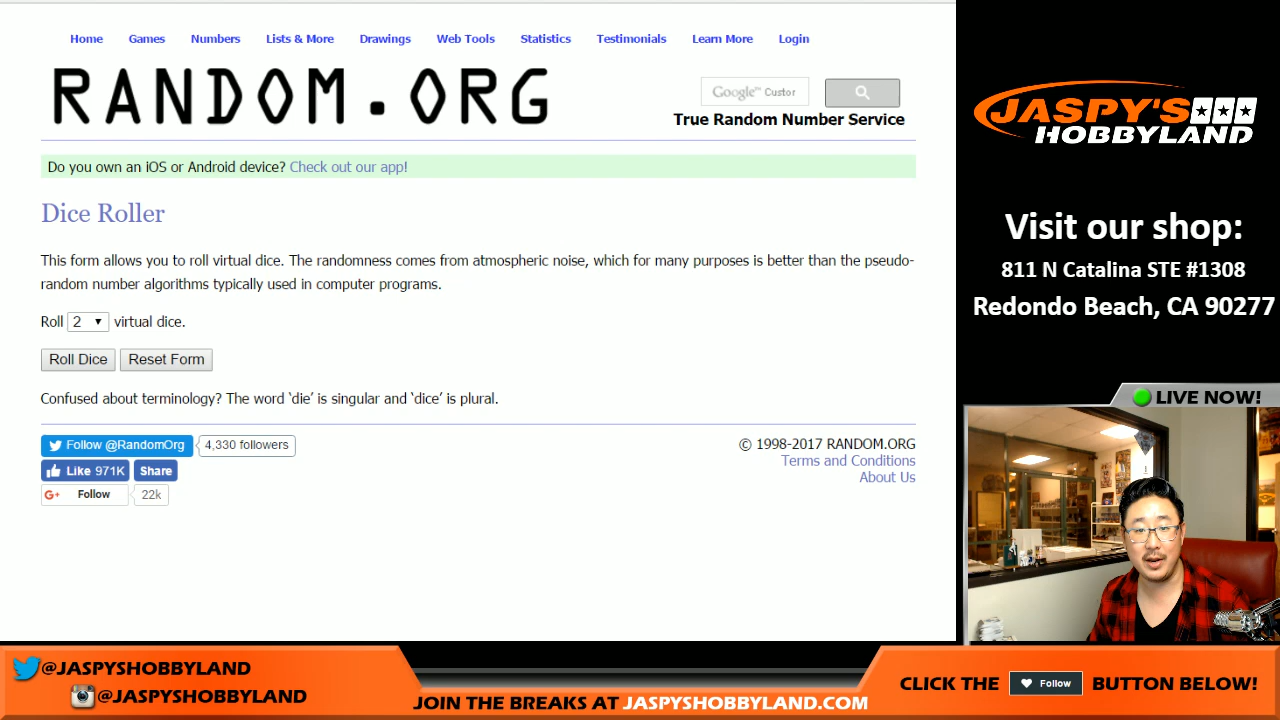 Home Games Numbers Lists & More Drawings Web Tools Statistics Testimonials Learn More Login
RANDOM.ORG
Google™ Custor
True Random Number Service
Do you own an iOS or Android device? Check out our app!
Dice Roller
This form allows you to roll virtual dice. The randomness comes from atmospheric noise, which for many purposes is better than the pseudo-
random number algorithms typically used in computer programs.
Roll 2 virtual dice.
Roll Dice Reset Form
Confused about terminology? The word ‘die’ is singular and ‘dice’ is plural.
Follow @RandomOrg 4,330 followers
Like 971K Share
G+ Follow 22k
© 1998-2017 RANDOM.ORG
Terms and Conditions
About Us
JASPY'S
HOBBYLAND
Visit our shop:
811 N Catalina STE #1308
Redondo Beach, CA 90277
LIVE NOW!
@JASPYSHOBBYLAND
@JASPYSHOBBYLAND
JOIN THE BREAKS AT JASPYSHOBBYLAND.COM
CLICK THE Follow BUTTON BELOW!